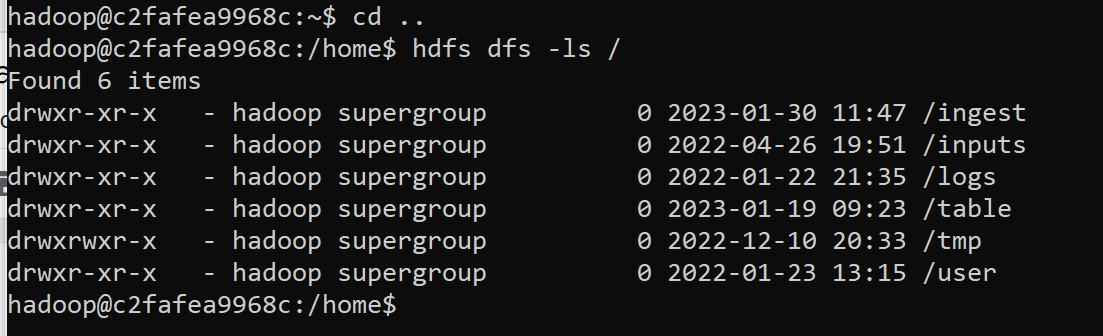 hadoop@c2fafea9968c:~$ cd ..
hadoop@c2fafea9968c:/home$ hdfs dfs -ls /
Found 6 items
drwxr-xr-x   - hadoop supergroup          0 2023-01-30 11:47 /ingest
drwxr-xr-x   - hadoop supergroup          0 2022-04-26 19:51 /inputs
drwxr-xr-x   - hadoop supergroup          0 2022-01-22 21:35 /logs
drwxr-xr-x   - hadoop supergroup          0 2023-01-19 09:23 /table
drwxrwxr-x   - hadoop supergroup          0 2022-12-10 20:33 /tmp
drwxr-xr-x   - hadoop supergroup          0 2022-01-23 13:15 /user
hadoop@c2fafea9968c:/home$